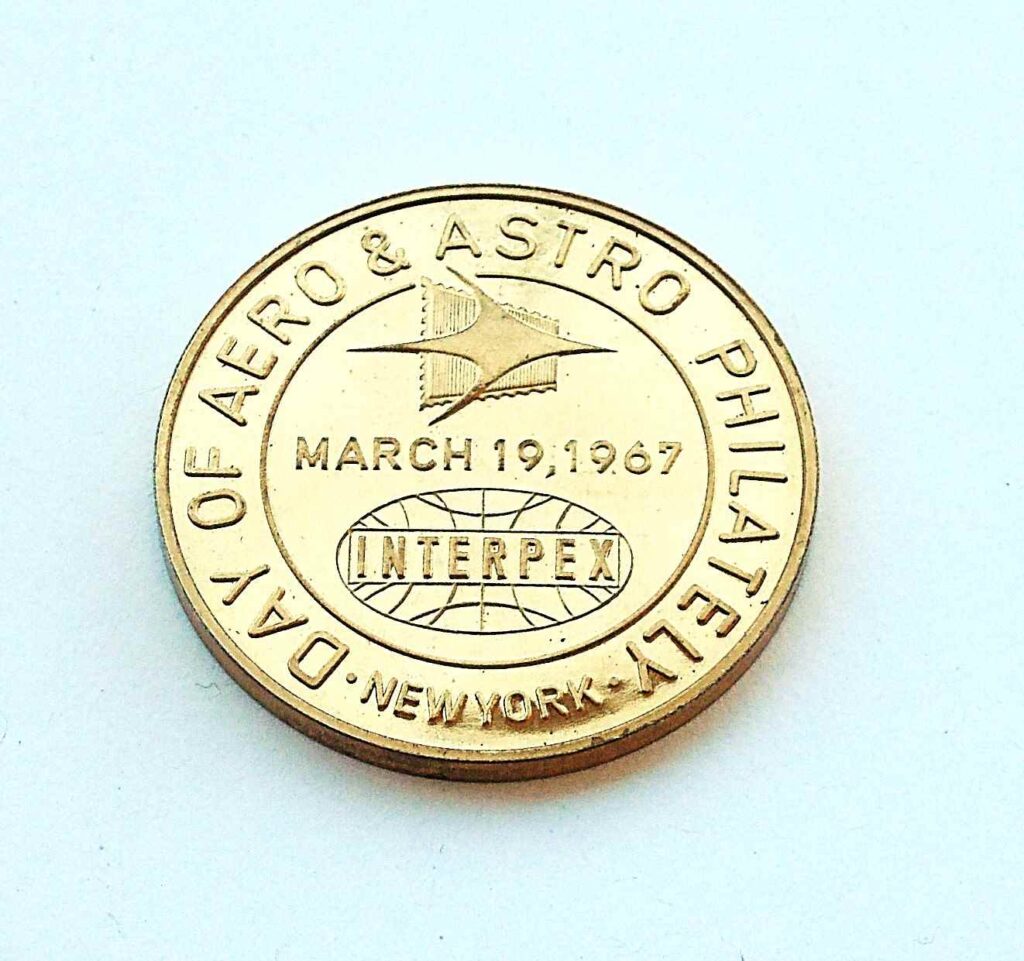 DAY OF AERO & ASTRO PHILATELY
MARCH 19,1967
INTERPEX
• NEW YORK •